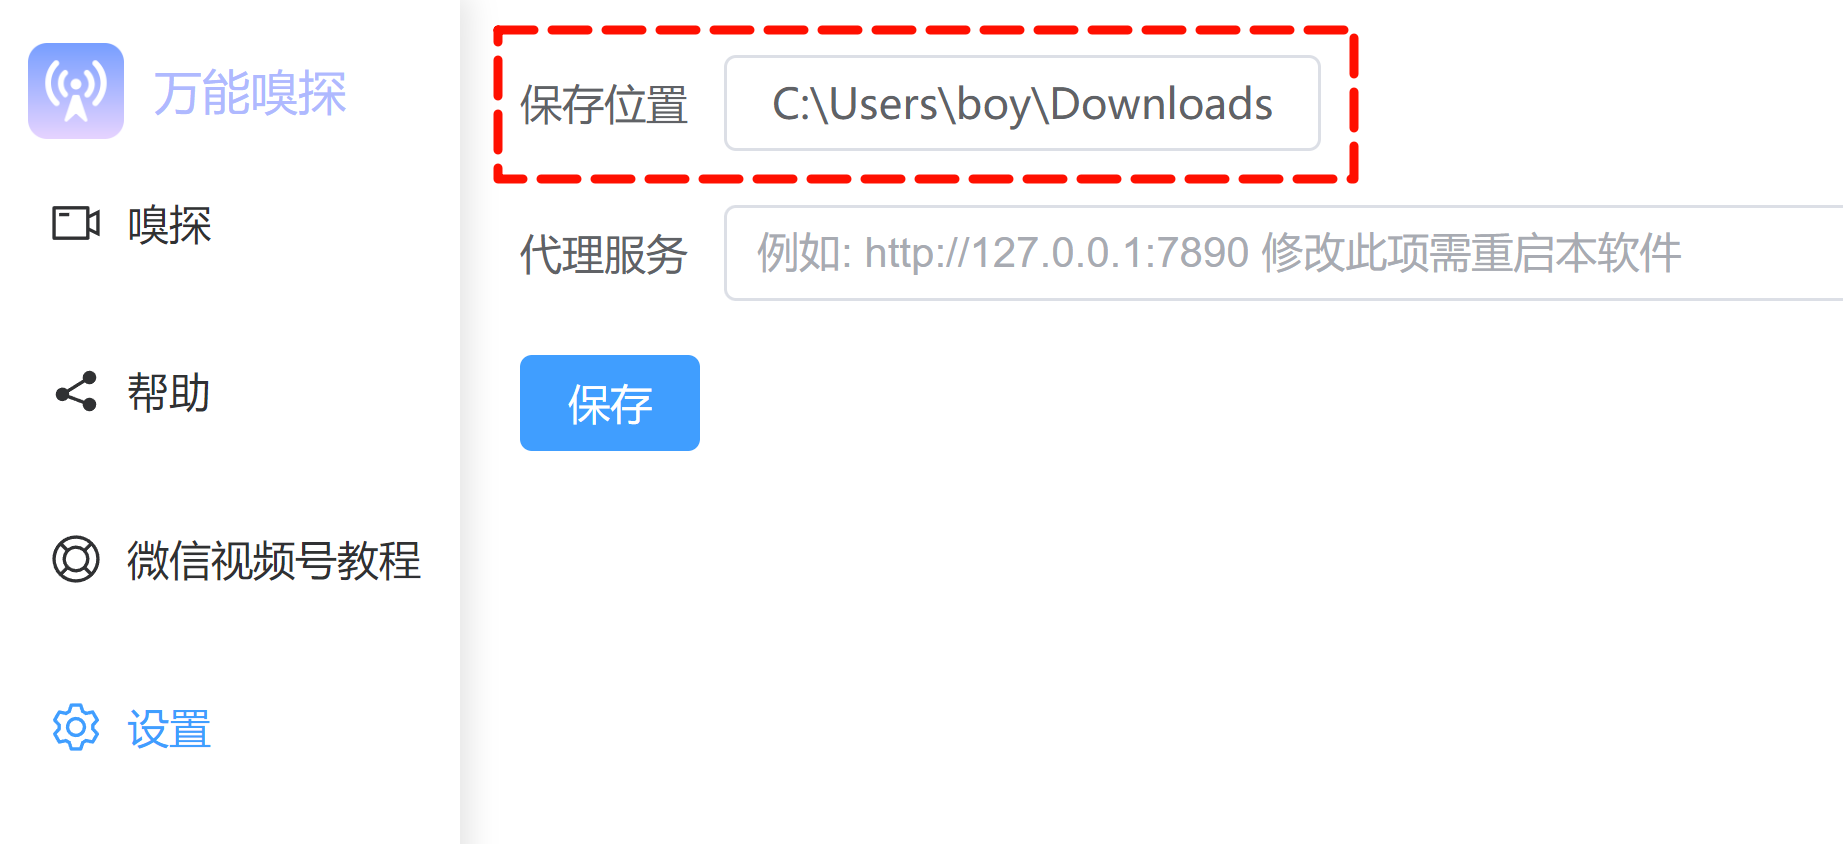 万能嗅探
嗅探
帮助
微信视频号教程
设置
保存位置 C:\Users\boy\Downloads
代理服务 例如: http://127.0.0.1:7890 修改此项需重启本软件
保存